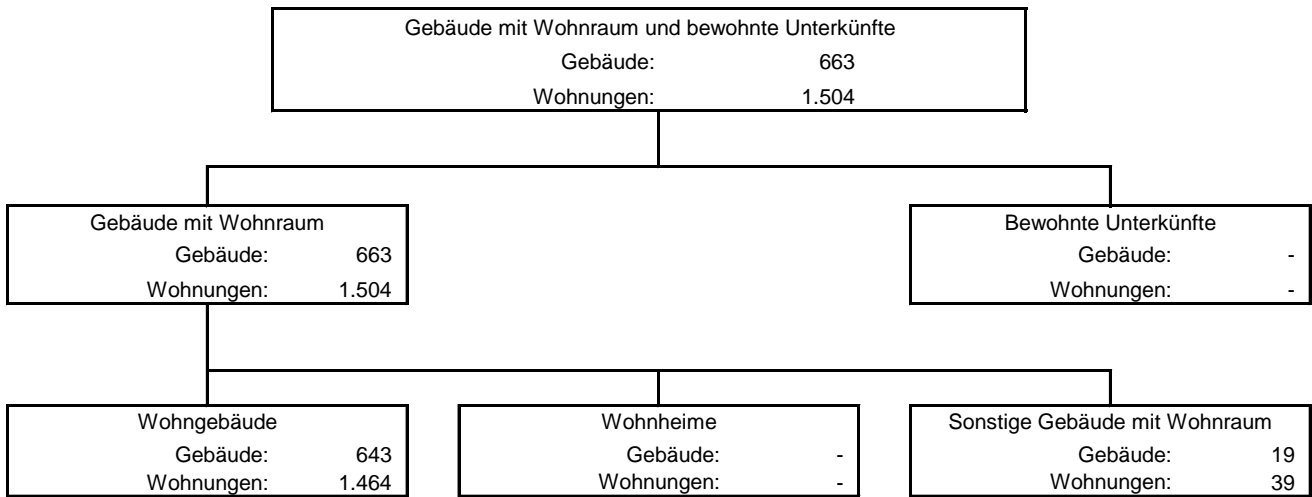 Gebäude mit Wohnraum und bewohnte Unterkünfte
Gebäude: 663
Wohnungen: 1.504
Gebäude mit Wohnraum
Gebäude: 663
Wohnungen: 1.504
Bewohnte Unterkünfte
Gebäude: -
Wohnungen: -
Wohngebäude
Gebäude: 643
Wohnungen: 1.464
Wohnheime
Gebäude: -
Wohnungen: -
Sonstige Gebäude mit Wohnraum
Gebäude: 19
Wohnungen: 39